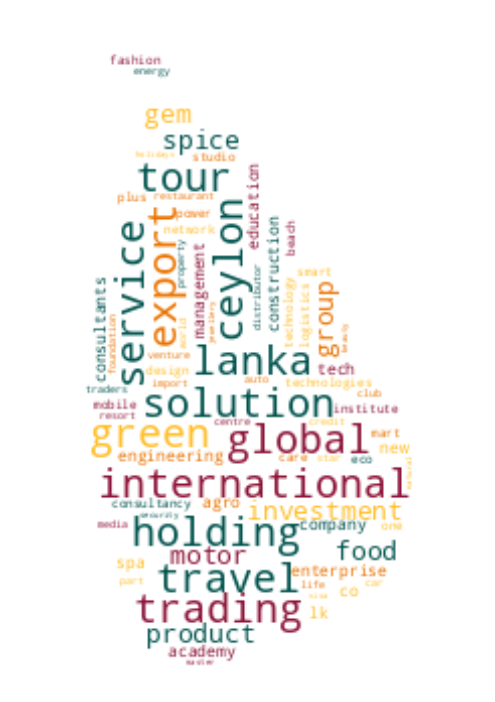 fashion
energy
gem
spice
holidays
studio
tour
education
plus
restaurant
power
export
ceylon
service
network
construction
beach
property
management
distributor
smart
consultants
technology
logistics
group
foundation
world
jewellery
beauty
venture
lanka
design
tech
import
auto
technologies
traders
solution
club
mobile
institute
resort
centre
credit
green
global
mart
new
engineering
care
star
eco
natural
international
consultancy
agro
investment
security
media
holding
company
one
motor
food
spa
enterprise
part
travel
life
car
co
visa
trading
lk
product
academy
master